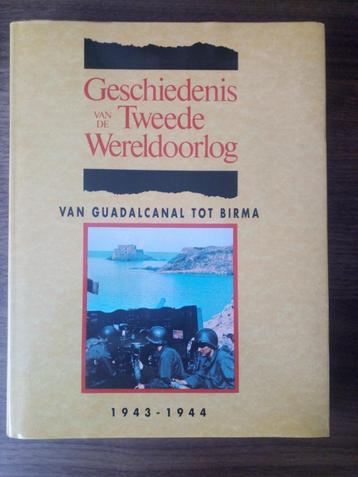 Geschiedenis
VAN DE Tweede
Wereldoorlog
VAN GUADALCANAL TOT BIRMA
1943-1944